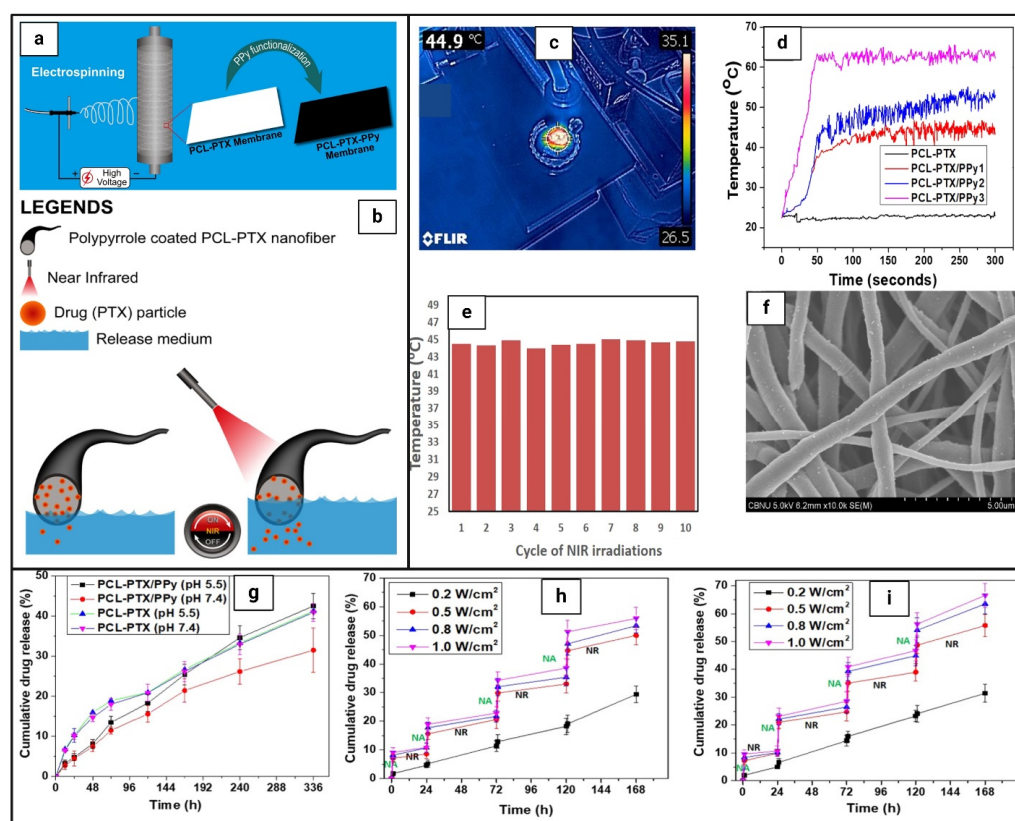 a
Electrospinning
PPy functionalization
PCL-PTX Membrane
PCL-PTX-PPy
Membrane
+
High
Voltage
−
LEGENDS
b
Polypyrrole coated PCL-PTX nanofiber
Near Infrared
Drug (PTX) particle
Release medium
ON
NIR
OFF
44.9 °C
c
35.1
26.5
FLIR
d
Temperature (°C)
70
60
50
40
30
20
PCL-PTX
PCL-PTX/PPy1
PCL-PTX/PPy2
PCL-PTX/PPy3
0 50 100 150 200 250 300
Time (seconds)
e
Temperature (°C)
49
47
45
43
41
39
37
35
33
31
29
27
25
1 2 3 4 5 6 7 8 9 10
Cycle of NIR irradiations
f
CBNU 5.0kV 6.2mm x10.0k SE(M)
5.00um
g
Cumulative drug release (%)
50
40
30
20
10
0
PCL-PTX/PPy (pH 5.5)
PCL-PTX/PPy (pH 7.4)
PCL-PTX (pH 5.5)
PCL-PTX (pH 7.4)
0 48 96 144 192 240 288 336
Time (h)
h
Cumulative drug release (%)
70
60
50
40
30
20
10
0
0.2 W/cm²
0.5 W/cm²
0.8 W/cm²
1.0 W/cm²
NA
NR
NA
NR
NA
NR
NA
NR
0 24 72 120 168
Time (h)
i
Cumulative drug release (%)
70
60
50
40
30
20
10
0
0.2 W/cm²
0.5 W/cm²
0.8 W/cm²
1.0 W/cm²
NA
NR
NA
NR
NA
NR
NA
NR
0 24 72 120 168
Time (h)